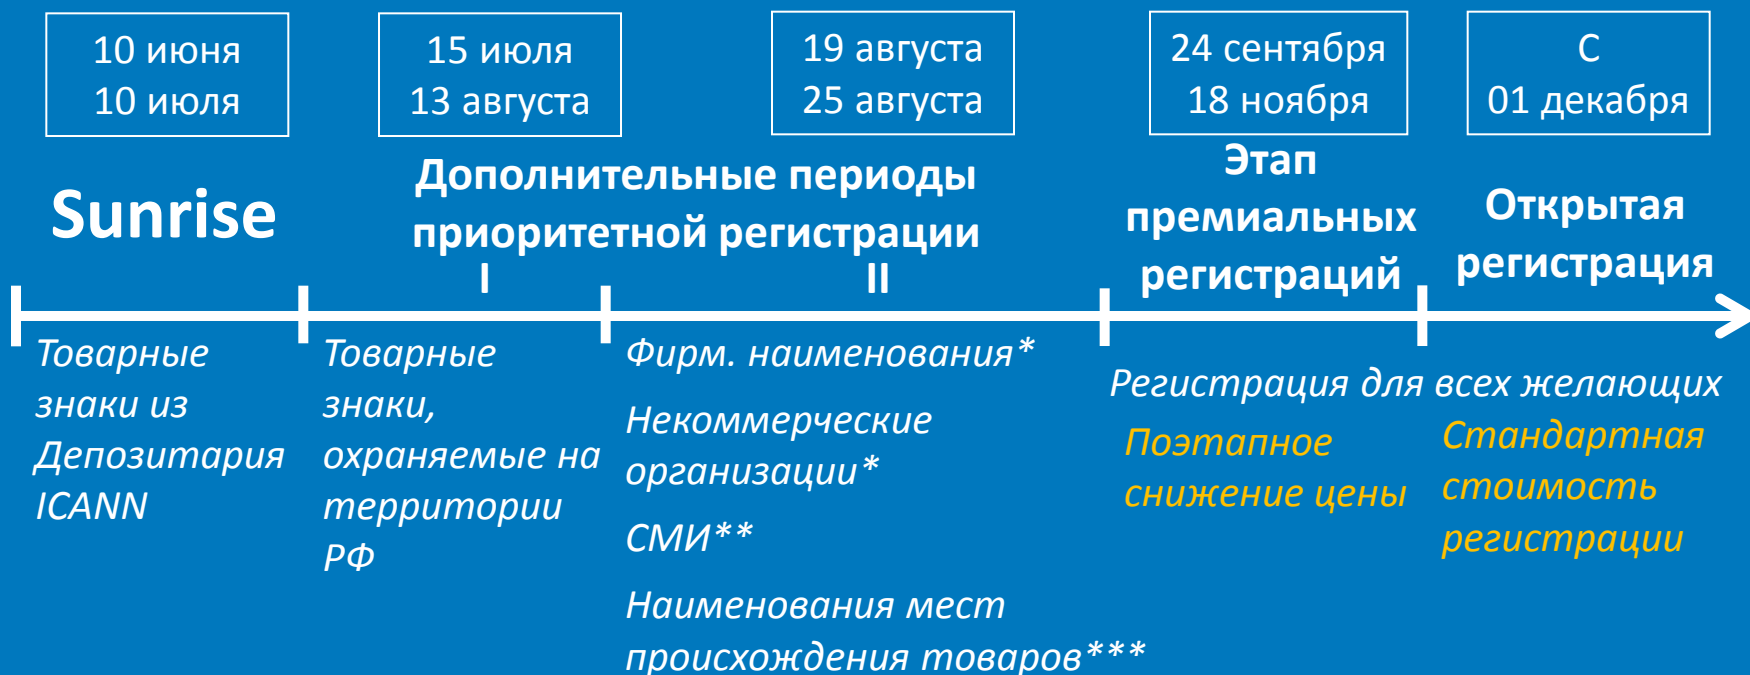 10 июня
10 июля
15 июля
13 августа
19 августа
25 августа
24 сентября
18 ноября
С
01 декабря
Sunrise
Дополнительные периоды
приоритетной регистрации
I
II
Этап
премиальных
регистраций
Открытая
регистрация
Товарные
знаки из
Депозитария
ICANN
Товарные
знаки,
охраняемые на
территории
РФ
Фирм. наименования*
Некоммерческие
организации*
СМИ**
Наименования мест
происхождения товаров***
Регистрация для всех желающих
Поэтапное
снижение цены
Стандартная
стоимость
регистрации